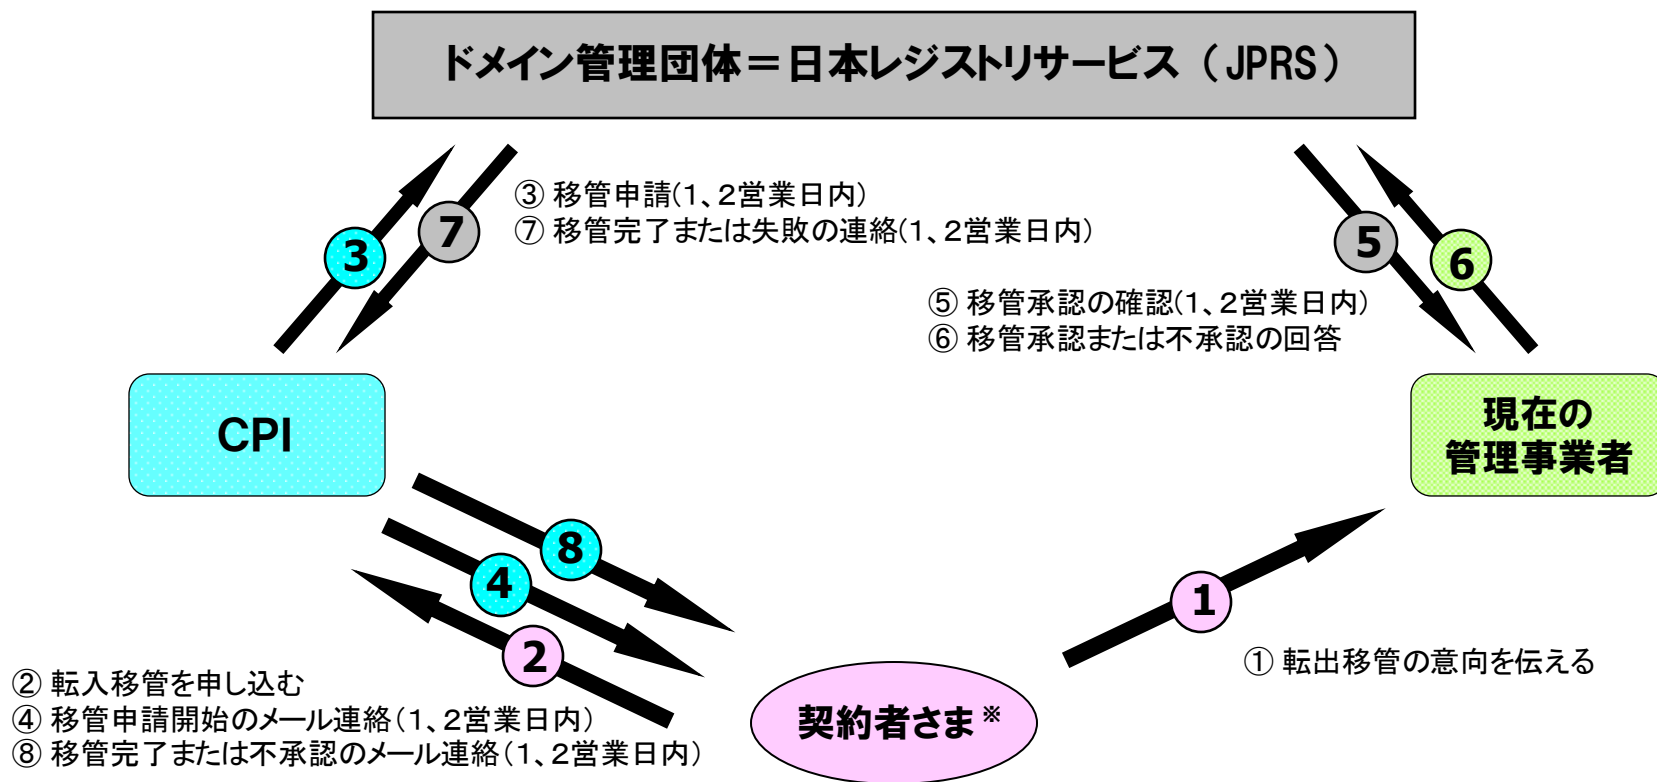 ドメイン管理団体＝日本レジストリサービス（JPRS）
③ 移管申請(1、2営業日内)
⑦ 移管完了または失敗の連絡(1、2営業日内)
3
7
5
6
⑤ 移管承認の確認(1、2営業日内)
⑥ 移管承認または不承認の回答
CPI
現在の
管理事業者
8
4
2
1
① 転出移管の意向を伝える
② 転入移管を申し込む
④ 移管申請開始のメール連絡(1、2営業日内)
⑧ 移管完了または不承認のメール連絡(1、2営業日内)
契約者さま※